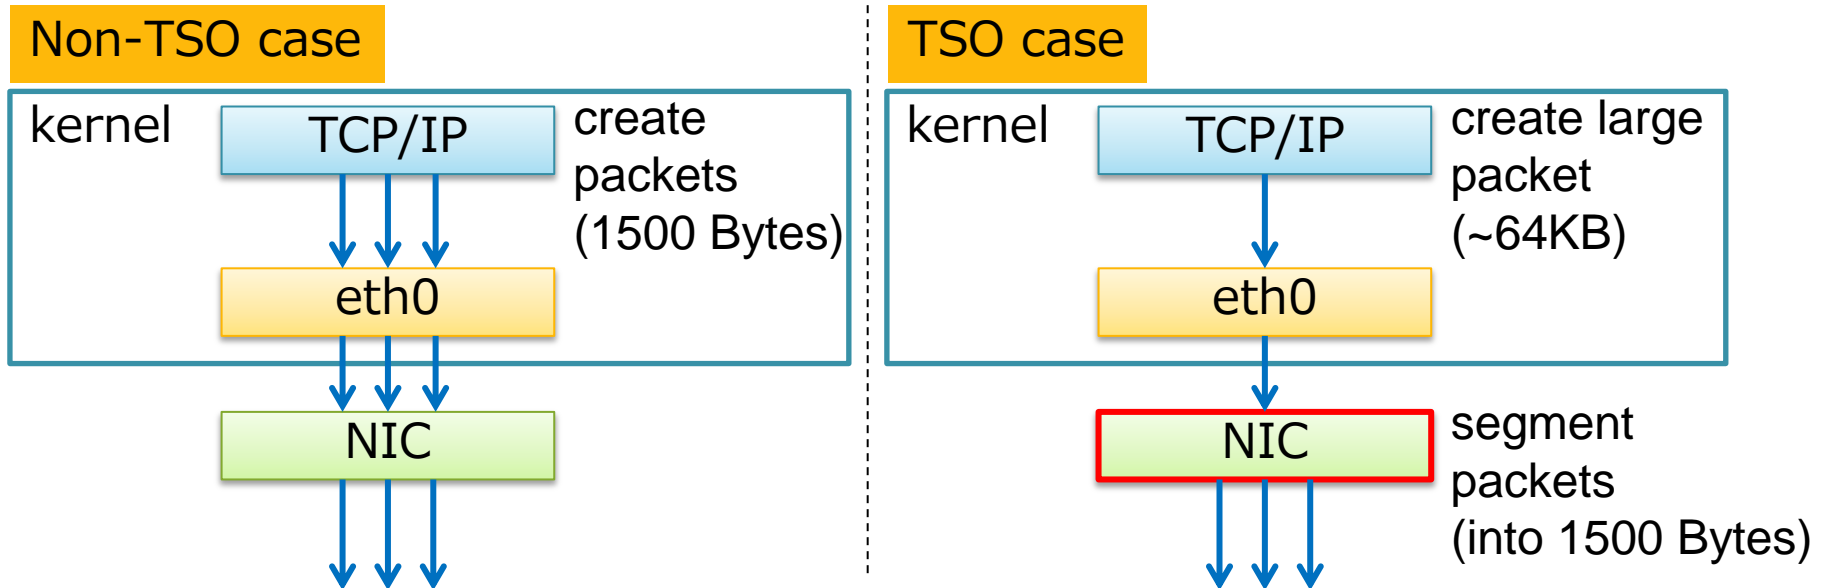 Non-TSO case
kernel
TCP/IP
create
packets
(1500 Bytes)
eth0
NIC
TSO case
kernel
TCP/IP
create large
packet
(~64KB)
eth0
NIC
segment
packets
(into 1500 Bytes)